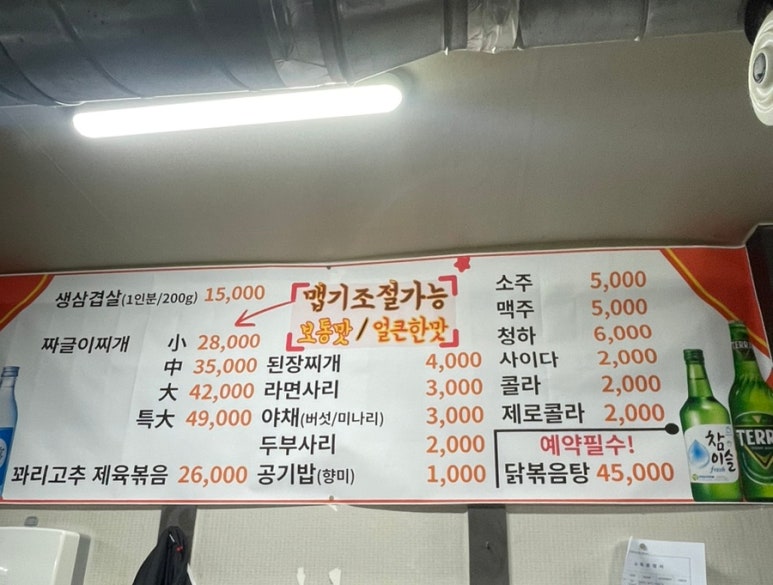 생삼겹살(1인분/200g) 15,000
짜글이찌개 小 28,000
中 35,000
大 42,000
특大 49,000
꽈리고추 제육볶음 26,000
맵기조절가능
보통맛 / 얼큰한맛
된장찌개 4,000
라면사리 3,000
야채(버섯/미나리) 3,000
두부사리 2,000
공기밥(향미) 1,000
소주 5,000
맥주 5,000
청하 6,000
사이다 2,000
콜라 2,000
제로콜라 2,000
예약필수!
닭볶음탕 45,000
참이슬
fresh
TERRA